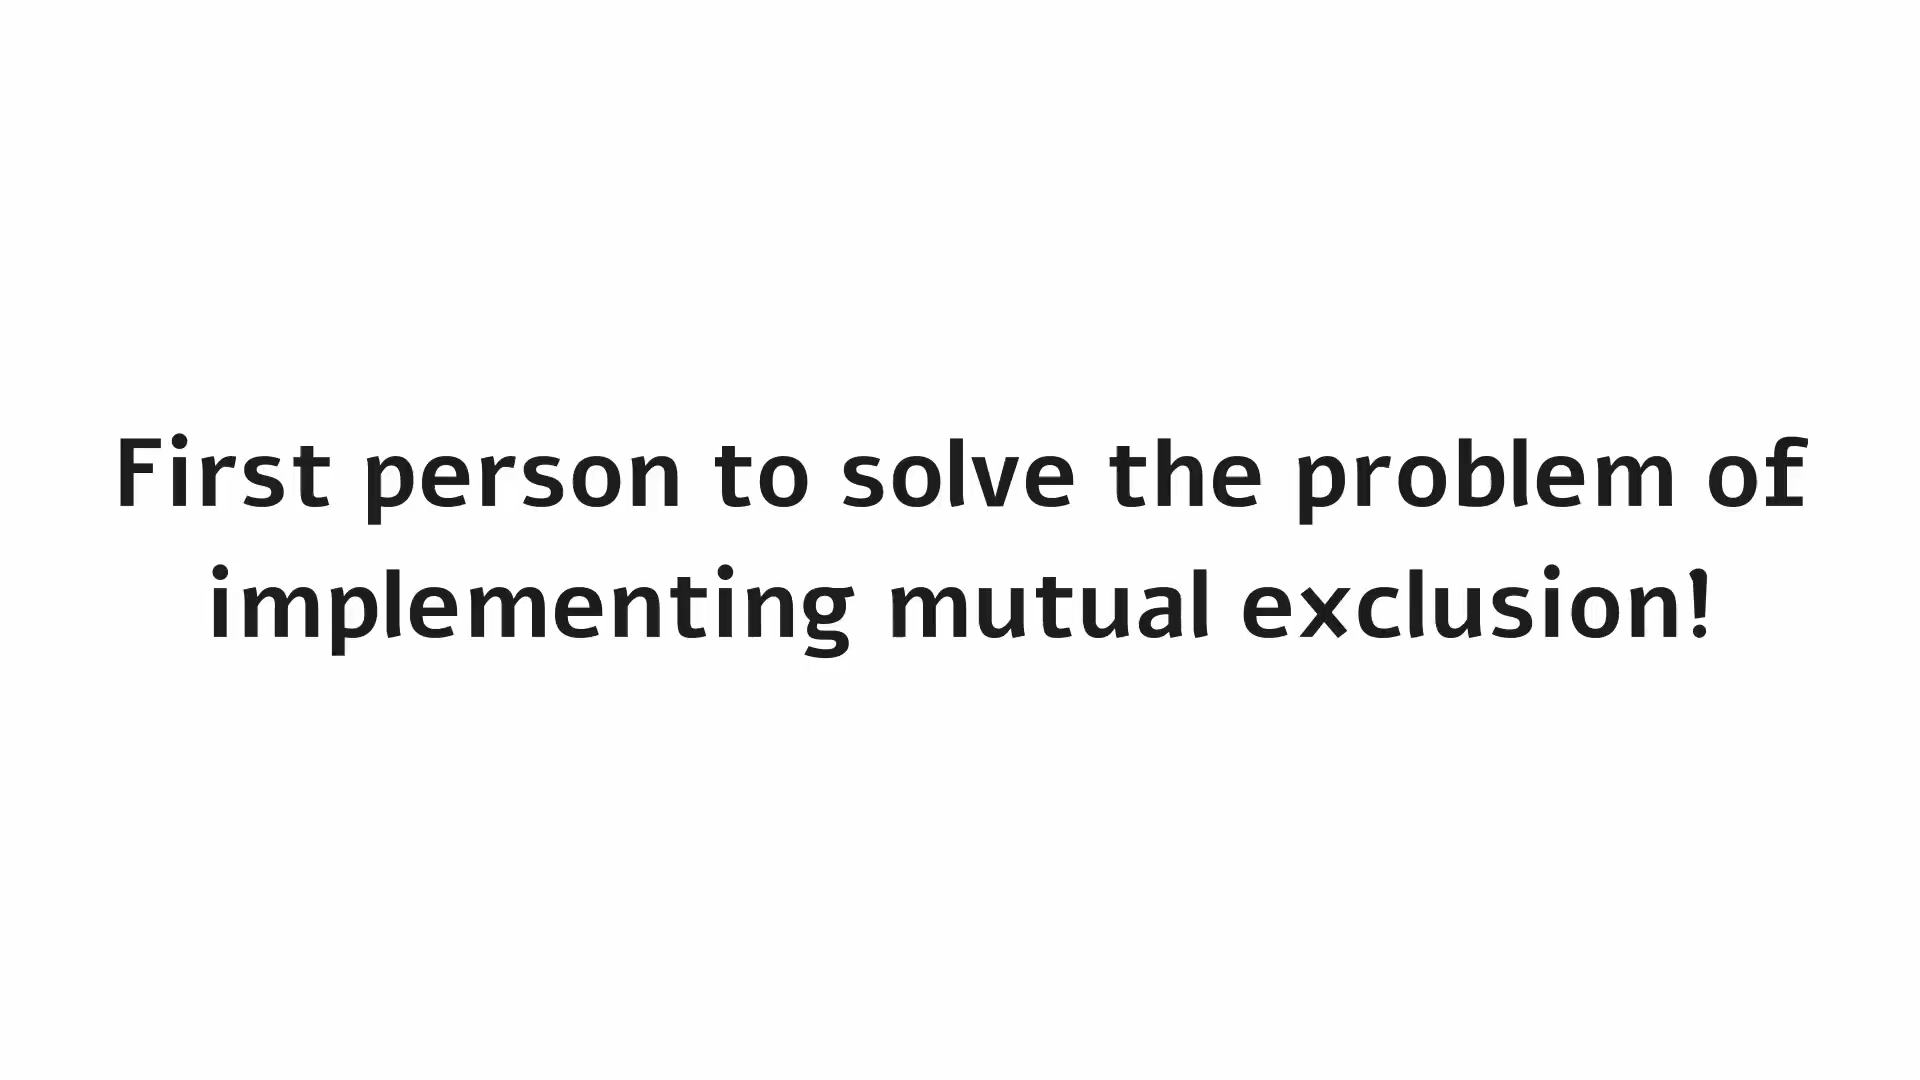 First person to solve the problem of
implementing mutual exclusion!